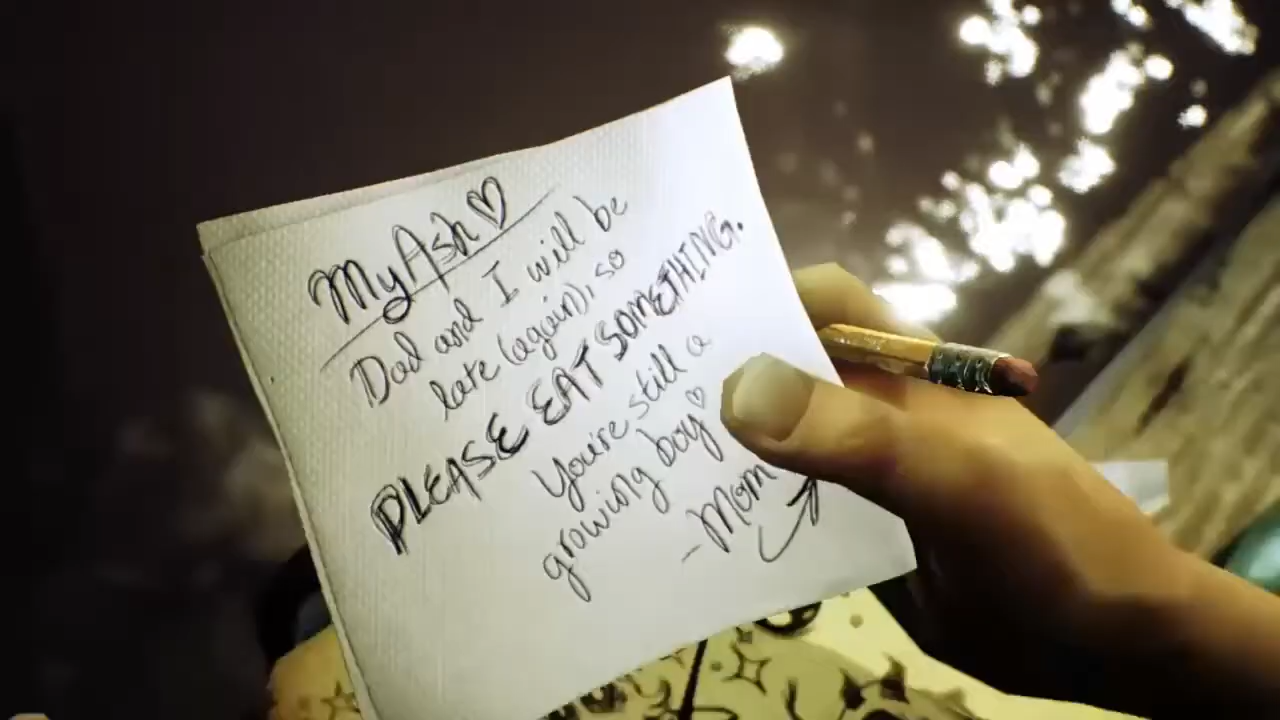 My Ash♡
Dad and I will be
late (again), so
PLEASE EAT SOMETHING.
You're still a
growing boy♡
-Mom